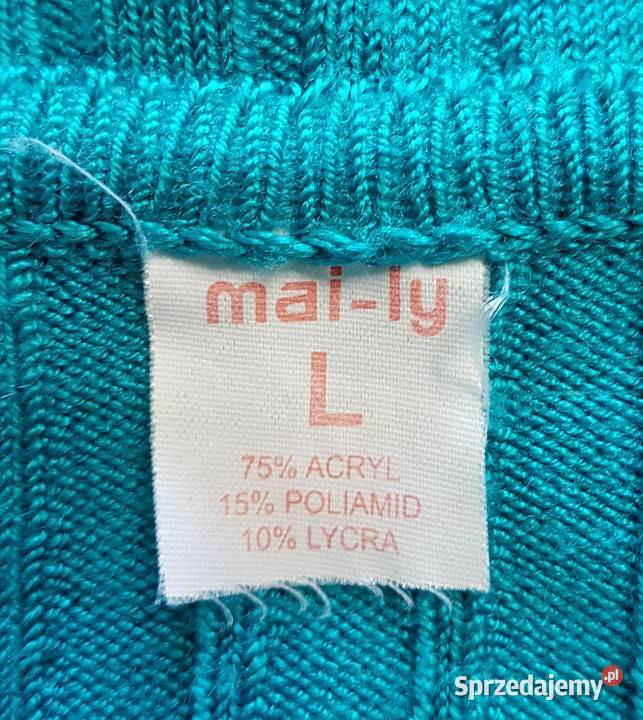 mai-ly
L
75% ACRYL
15% POLIAMID
10% LYCRA
Sprzedajemy.pl